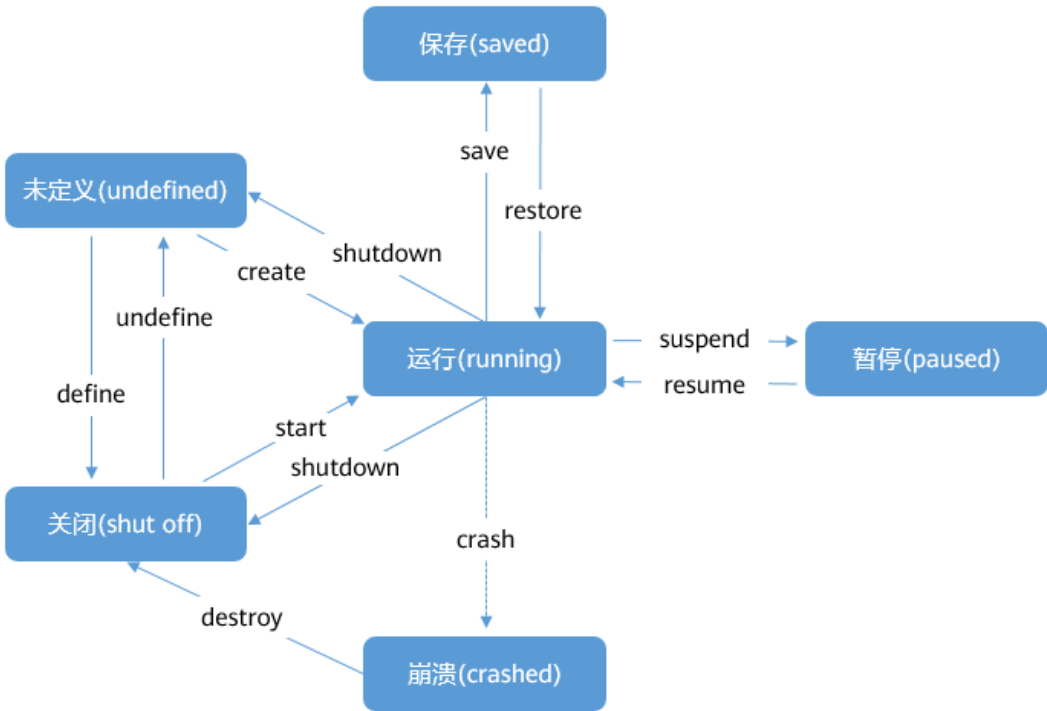 保存(saved)
save
restore
未定义(undefined)
shutdown
create
undefine
运行(running)
suspend
暂停(paused)
resume
define
start
shutdown
关闭(shut off)
crash
destroy
崩溃(crashed)